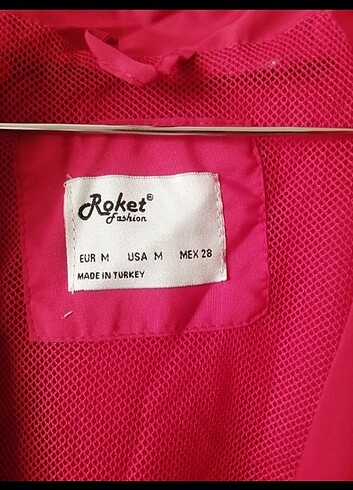 Roket®
Fashion
EUR M USA M MEX 28
MADE IN TURKEY